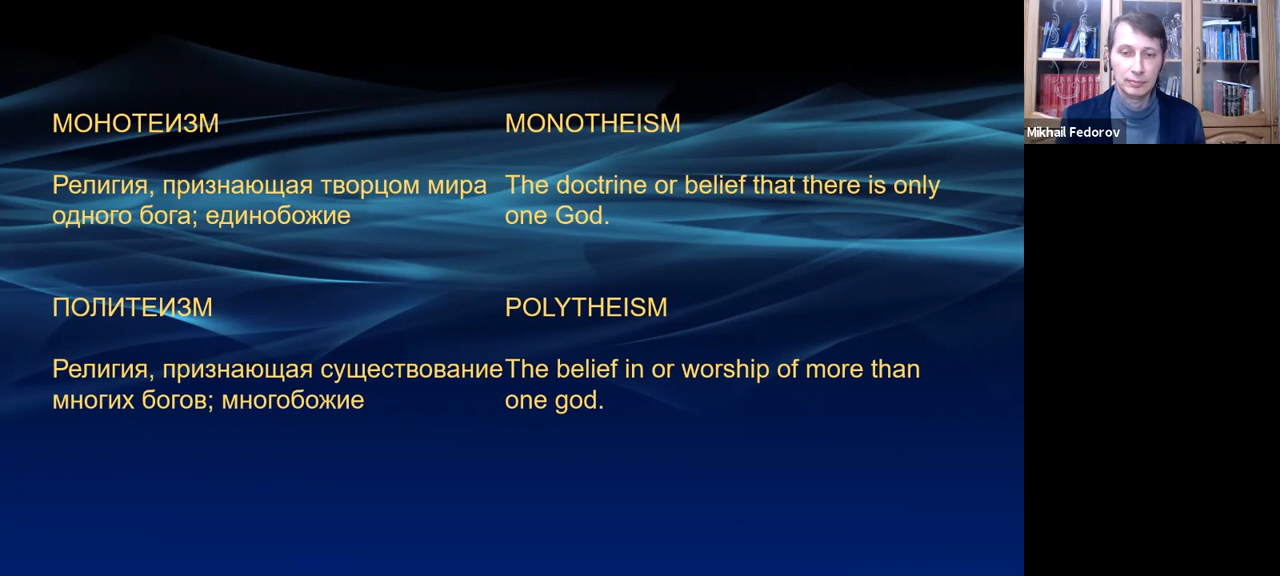 МОНОТЕИЗМ
Религия, признающая творцом мира
одного бога; единобожие
ПОЛИТЕИЗМ
Религия, признающая существование
многих богов; многобожие
MONOTHEISM
The doctrine or belief that there is only
one God.
POLYTHEISM
The belief in or worship of more than
one god.
Mikhail Fedorov